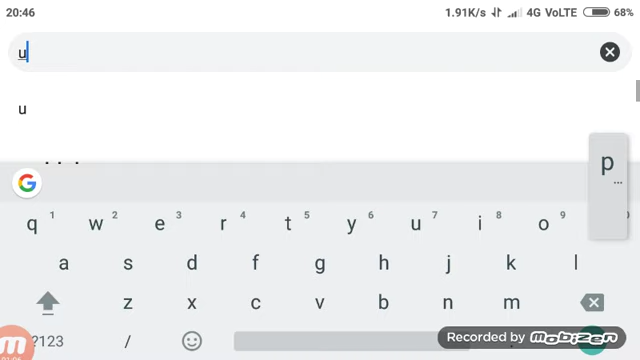 20:46 1.91K/s 4G VoLTE 68%
u
u
p
...
q 1 w 2 e 3 r 4 t 5 y 6 u 7 i 8 o 9
a s d f g h j k l
z x c v b n m
?123 / Recorded by Mobizen